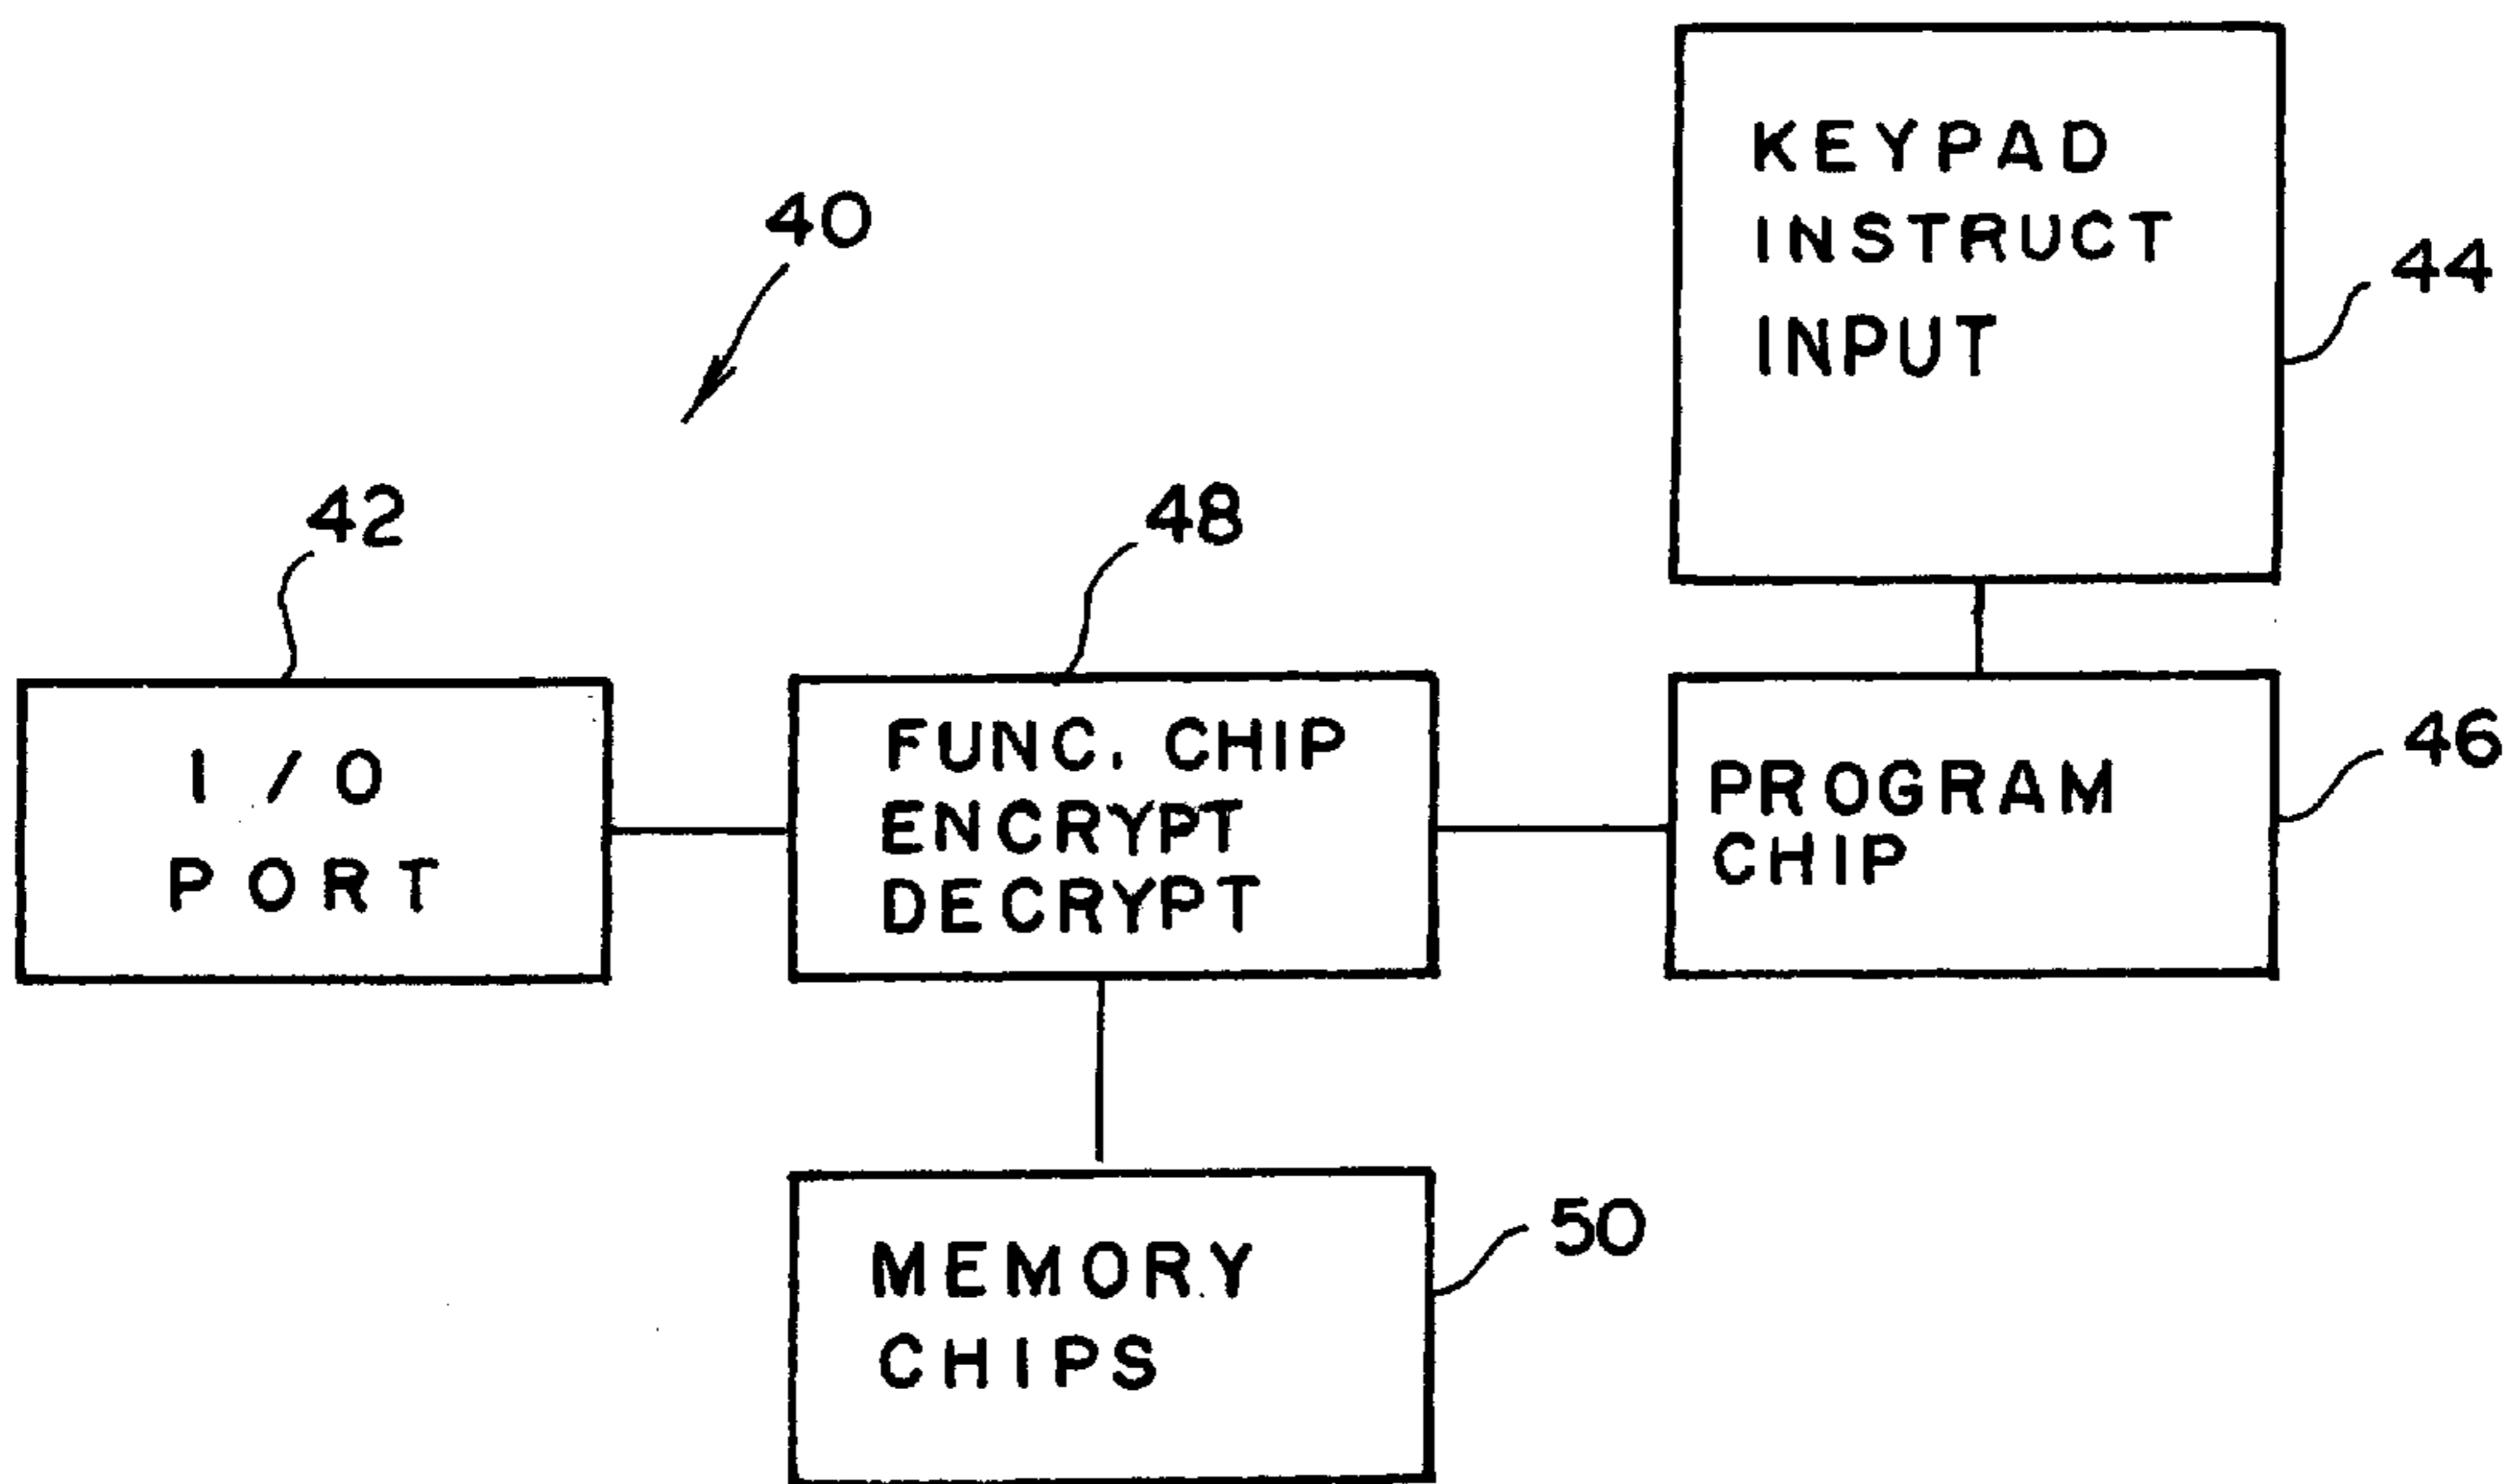 40
KEYPAD
INSTRUCT
INPUT
44
42
48
I/O
PORT
FUNC. CHIP
ENCRYPT
DECRYPT
PROGRAM
CHIP
46
MEMORY
CHIPS
50